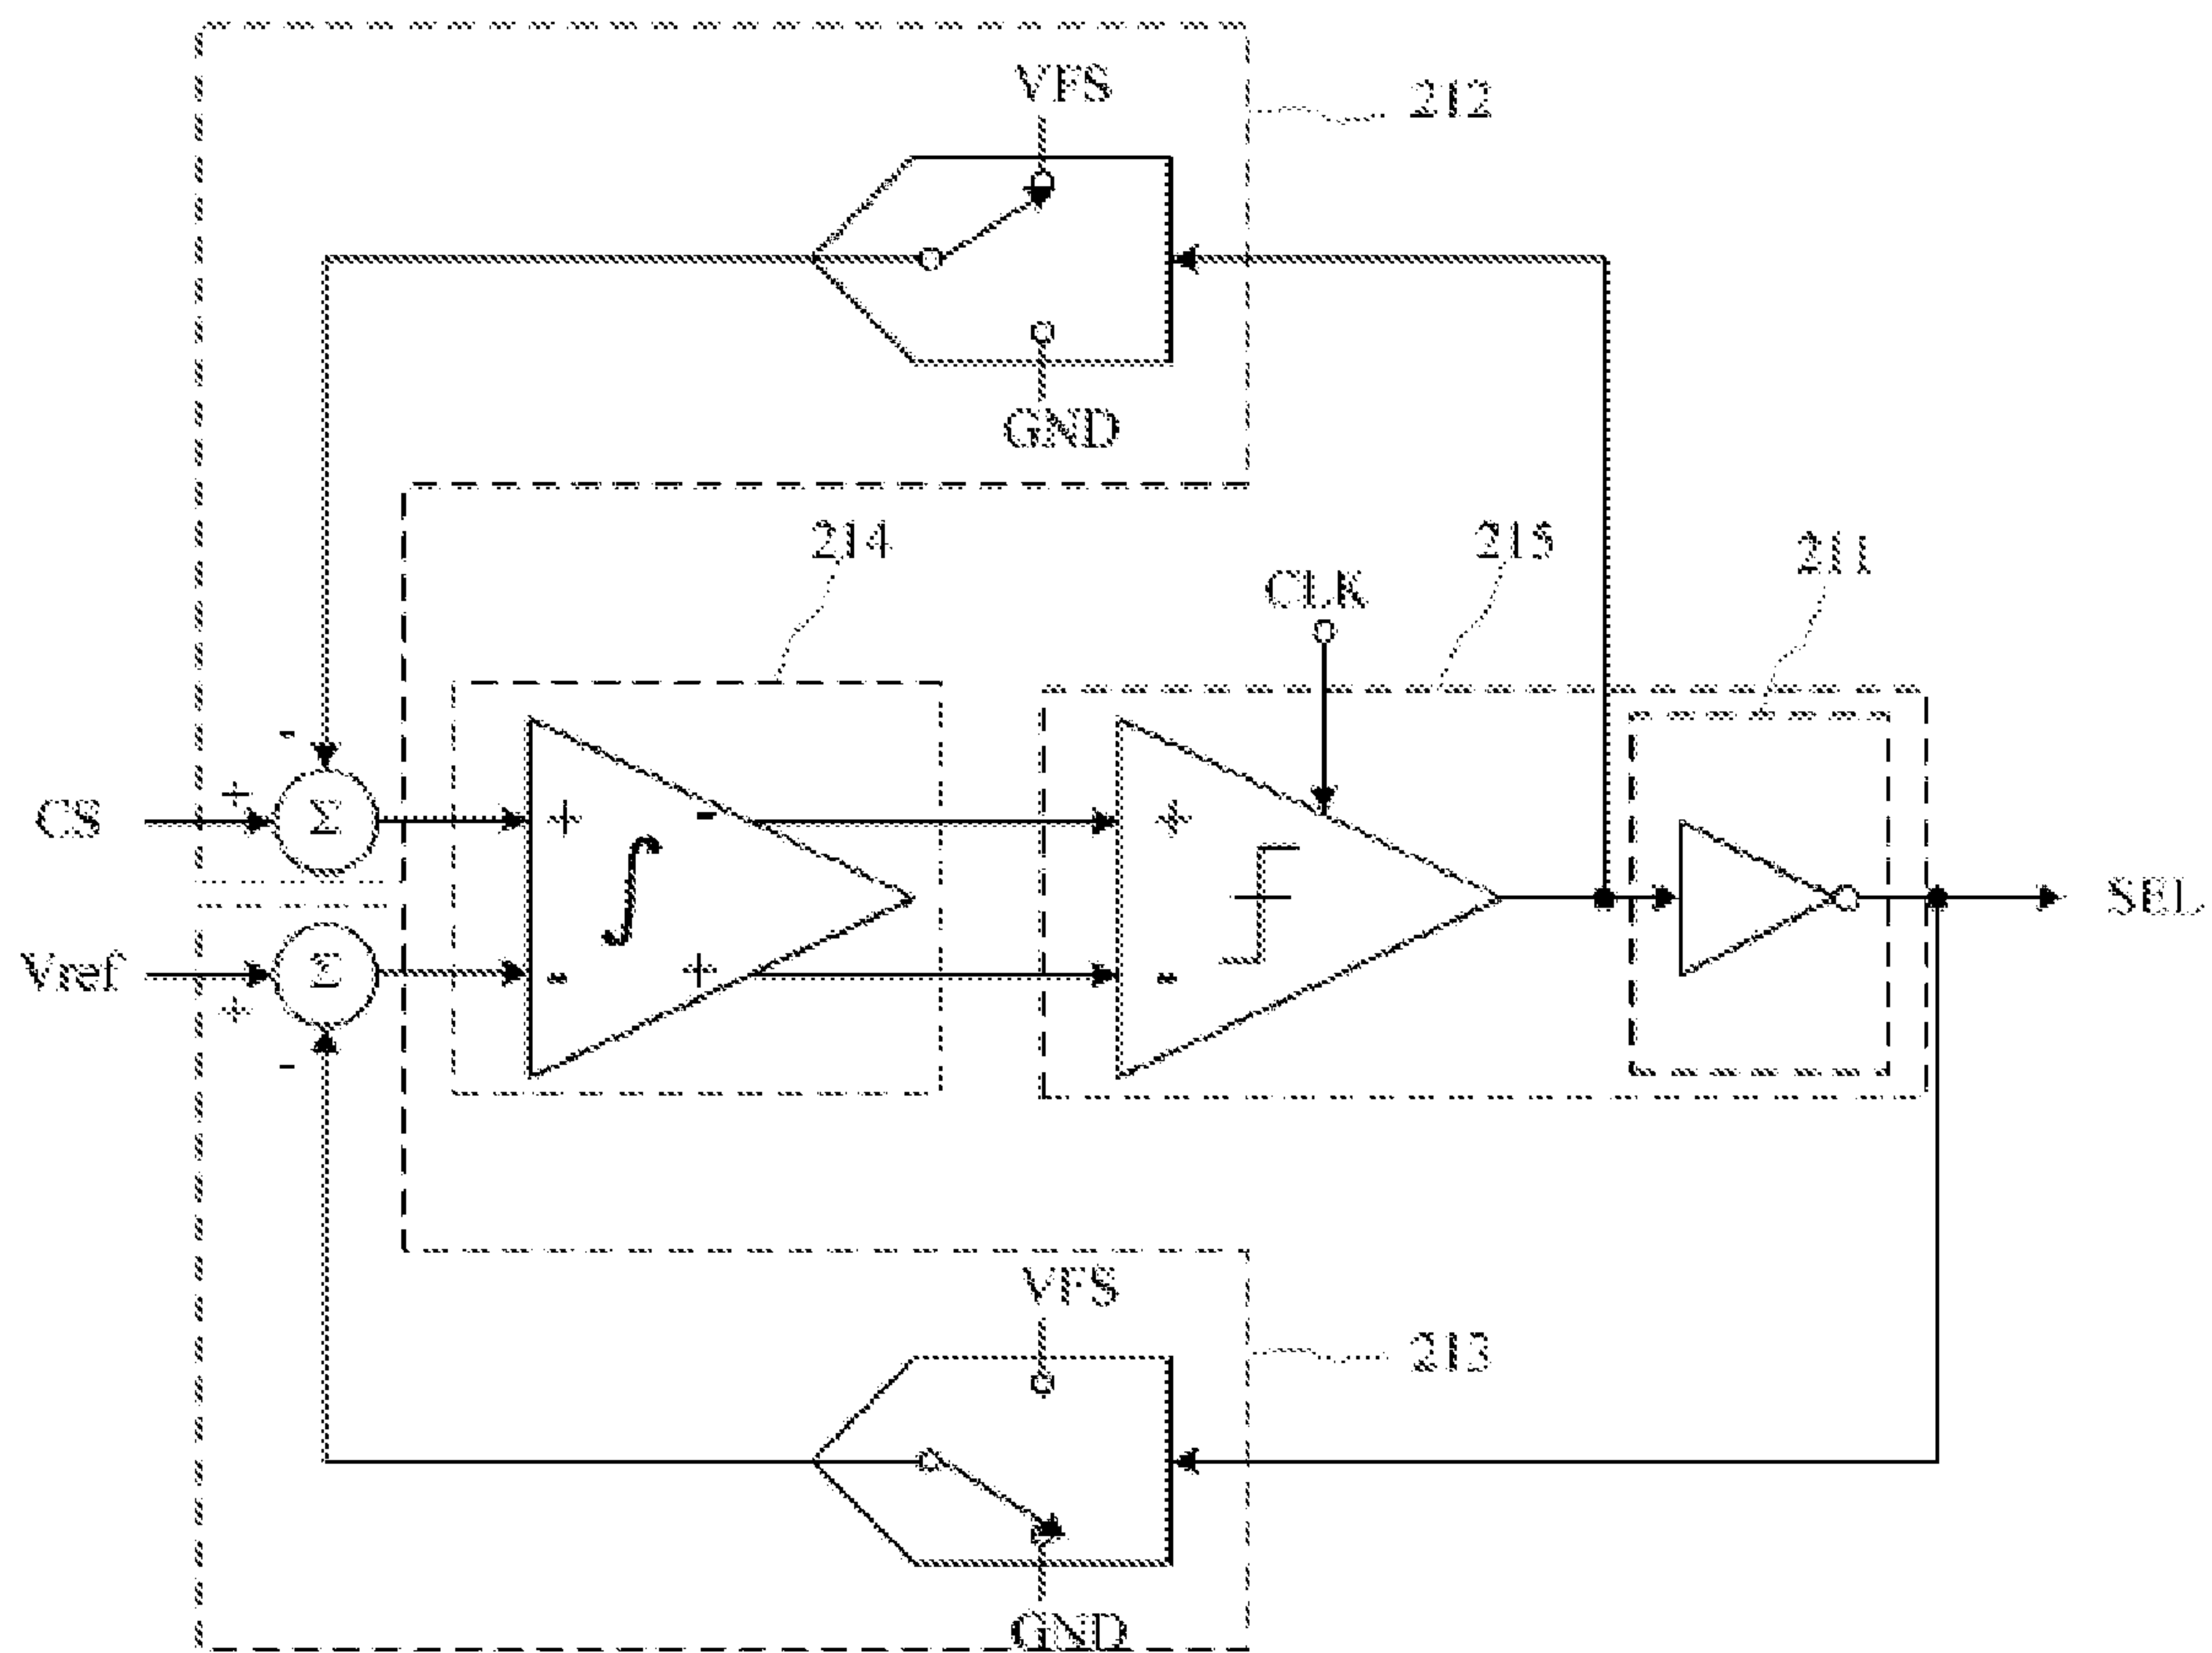 VFS
212
GND
214
215
211
CLK
-
+
CS
Σ
+
-
+
SEL
Vref
Σ
+
-
+
-
∫
-
VFS
213
GND